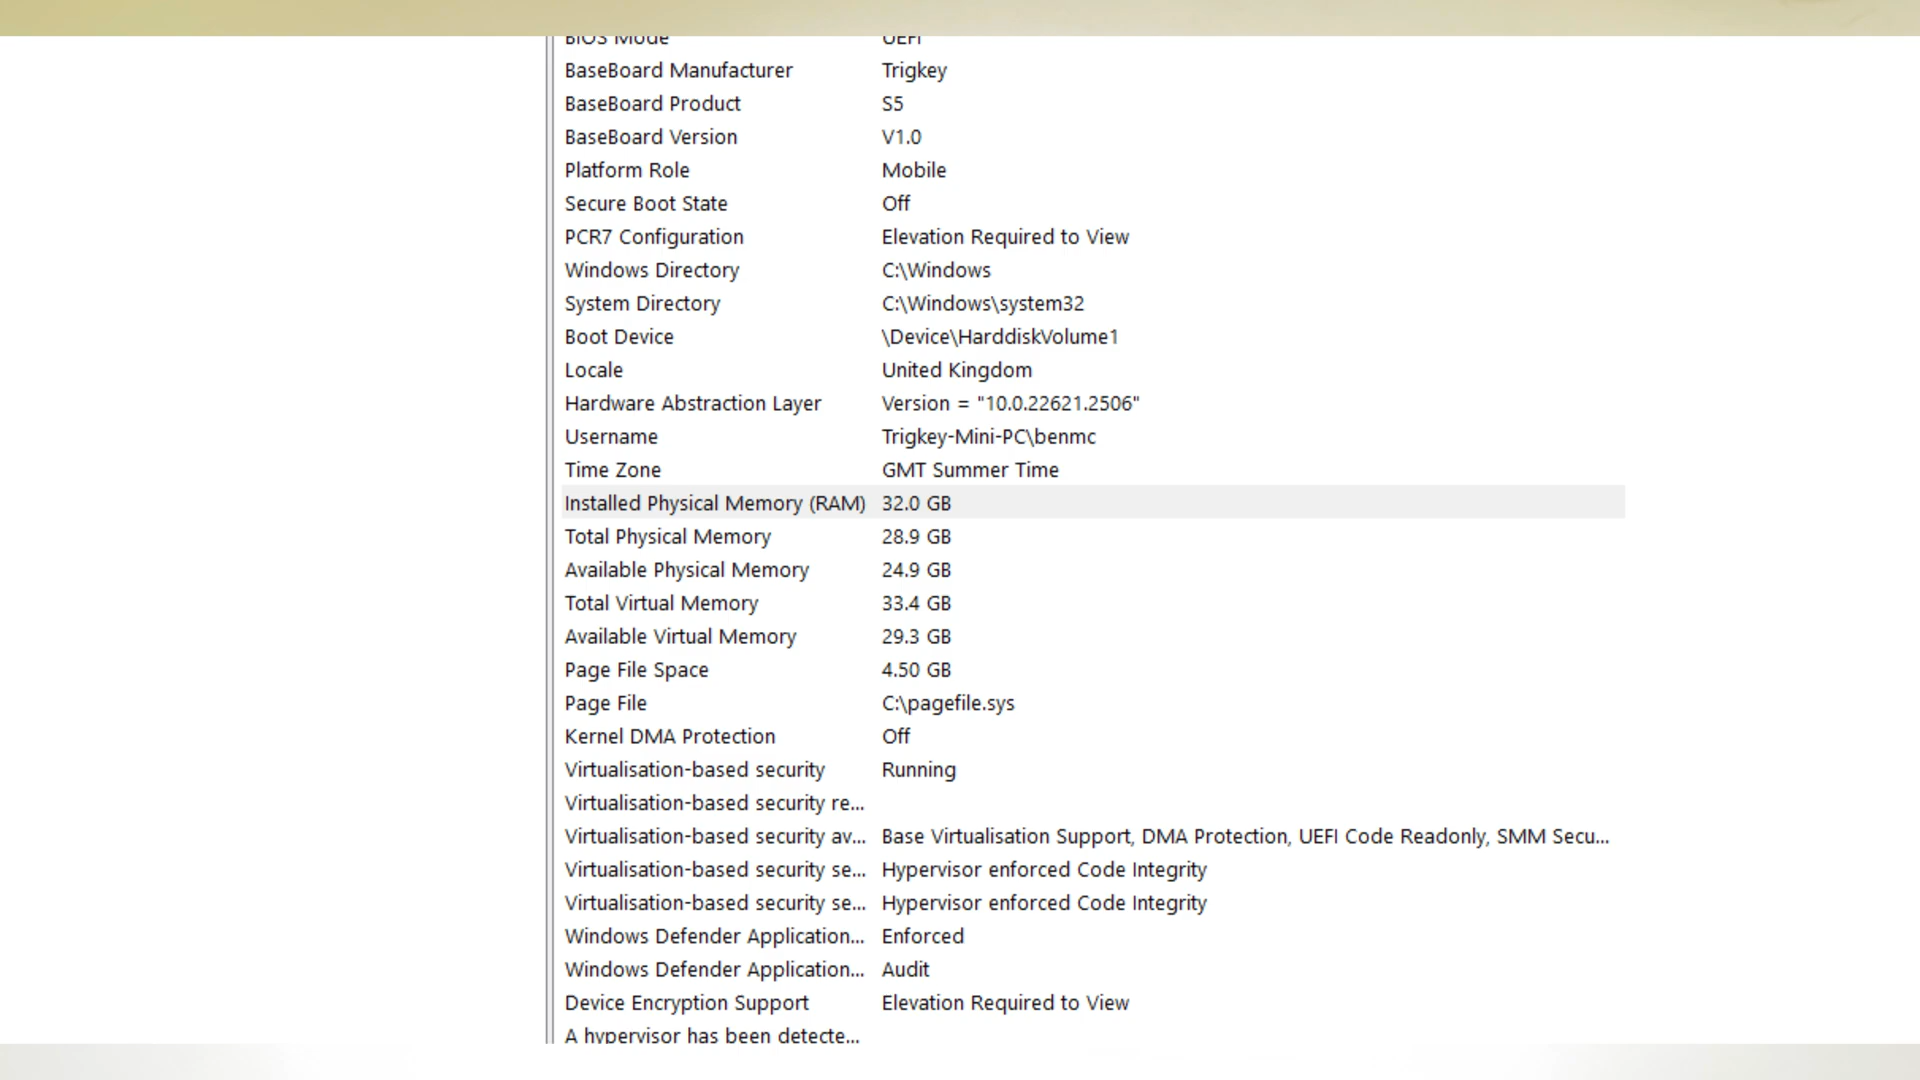 BIOS Mode UEFI
BaseBoard Manufacturer Trigkey
BaseBoard Product S5
BaseBoard Version V1.0
Platform Role Mobile
Secure Boot State Off
PCR7 Configuration Elevation Required to View
Windows Directory C:\Windows
System Directory C:\Windows\system32
Boot Device \Device\HarddiskVolume1
Locale United Kingdom
Hardware Abstraction Layer Version = "10.0.22621.2506"
Username Trigkey-Mini-PC\benmc
Time Zone GMT Summer Time
Installed Physical Memory (RAM) 32.0 GB
Total Physical Memory 28.9 GB
Available Physical Memory 24.9 GB
Total Virtual Memory 33.4 GB
Available Virtual Memory 29.3 GB
Page File Space 4.50 GB
Page File C:\pagefile.sys
Kernel DMA Protection Off
Virtualisation-based security Running
Virtualisation-based security re...
Virtualisation-based security av... Base Virtualisation Support, DMA Protection, UEFI Code Readonly, SMM Secu...
Virtualisation-based security se... Hypervisor enforced Code Integrity
Virtualisation-based security se... Hypervisor enforced Code Integrity
Windows Defender Application... Enforced
Windows Defender Application... Audit
Device Encryption Support Elevation Required to View
A hypervisor has been detecte...